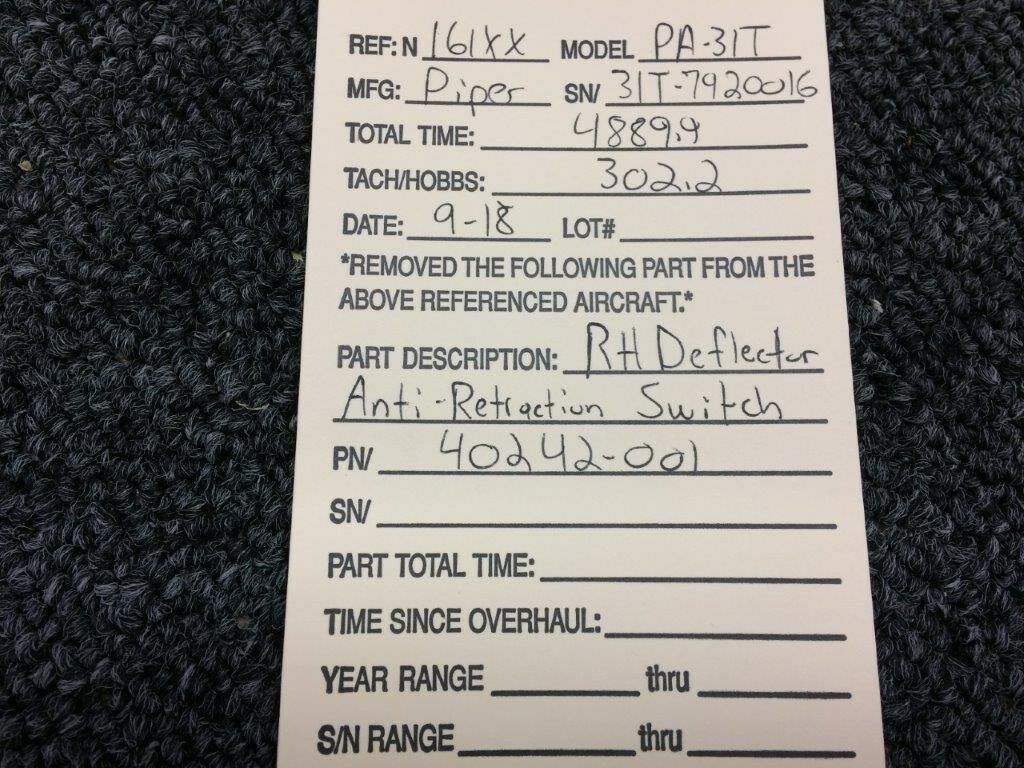 REF: N 161XX MODEL PA-31T
MFG: Piper SN/ 31T-7920016
TOTAL TIME: 4889.9
TACH/HOBBS: 302.2
DATE: 9-18 LOT#
*REMOVED THE FOLLOWING PART FROM THE
ABOVE REFERENCED AIRCRAFT.*
PART DESCRIPTION: RH Deflector
Anti-Retraction Switch
PN/ 40242-001
SN/
PART TOTAL TIME:
TIME SINCE OVERHAUL:
YEAR RANGE thru
S/N RANGE thru